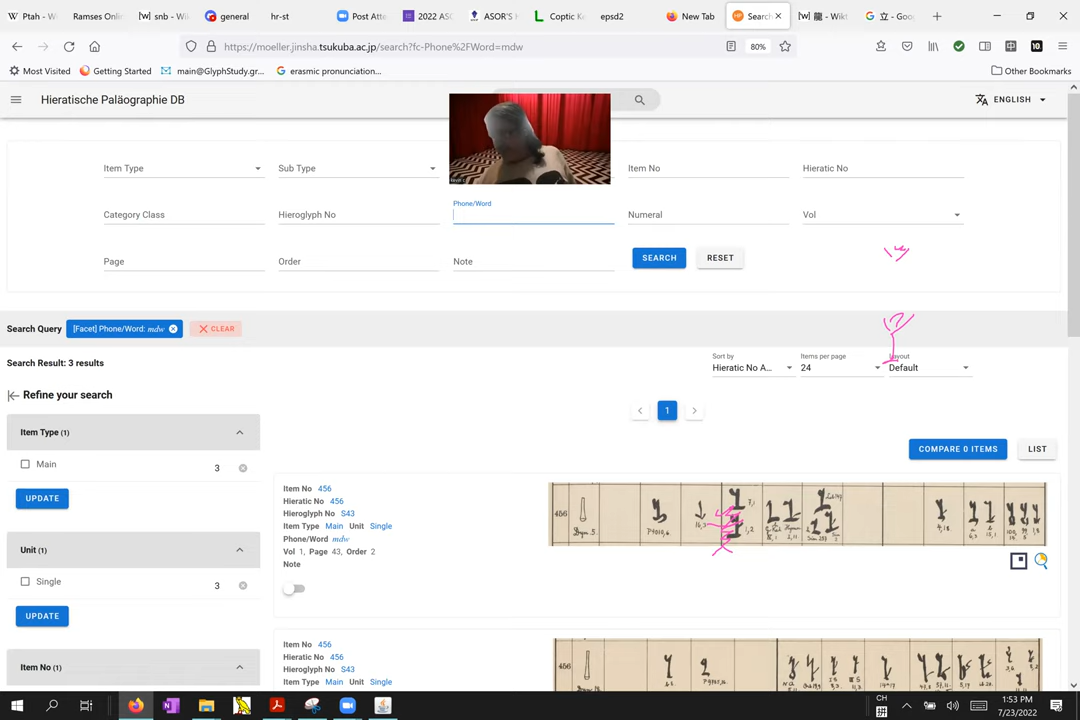 Ptah - W
Ramses Onli
snb - Wi
general
hr-st
Post Atte
2022 ASO
ASOR'S H
Coptic Ke
epsd2
New Tab
Search
龍 - Wikt
立 - Goo
https://moeller.jinsha.tsukuba.ac.jp/search?fc-Phone%2FWord=mdw
80%
Most Visited
Getting Started
main@GlyphStudy.gr...
erasmic pronunciation...
Other Bookmarks
Hieratische Paläographie DB
ENGLISH
Item Type
Sub Type
Item No
Hieratic No
Category Class
Hieroglyph No
Phone/Word
Numeral
Vol
Page
Order
Note
SEARCH
RESET
Search Query
[Facet] Phone/Word: mdw
CLEAR
Search Result: 3 results
Sort by
Hieratic No A...
Items per page
24
Layout
Default
Refine your search
1
Item Type (1)
COMPARE 0 ITEMS
LIST
Main
3
UPDATE
Unit (1)
Single
3
UPDATE
Item No (1)
Item No 456
Hieratic No 456
Hieroglyph No S43
Item Type Main Unit Single
Phone/Word mdw
Vol 1, Page 43, Order 2
Note
456
Item No 456
Hieratic No 456
Hieroglyph No S43
Item Type Main Unit Single
456
CH
1:53 PM
7/23/2022